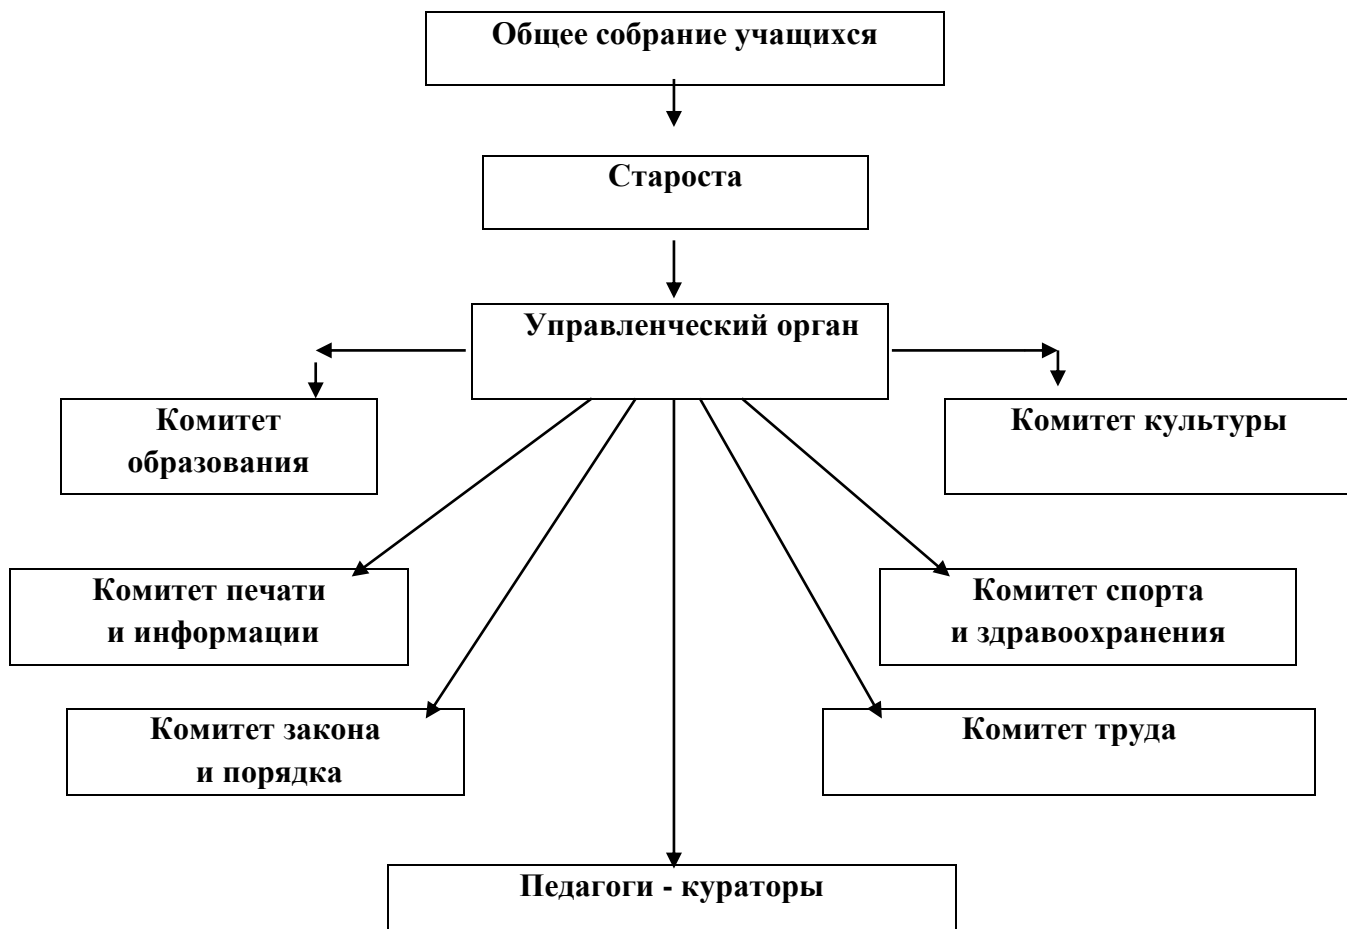 Общее собрание учащихся
Староста
Управленческий орган
Комитет
образования
Комитет культуры
Комитет печати
и информации
Комитет спорта
и здравоохранения
Комитет закона
и порядка
Комитет труда
Педагоги - кураторы